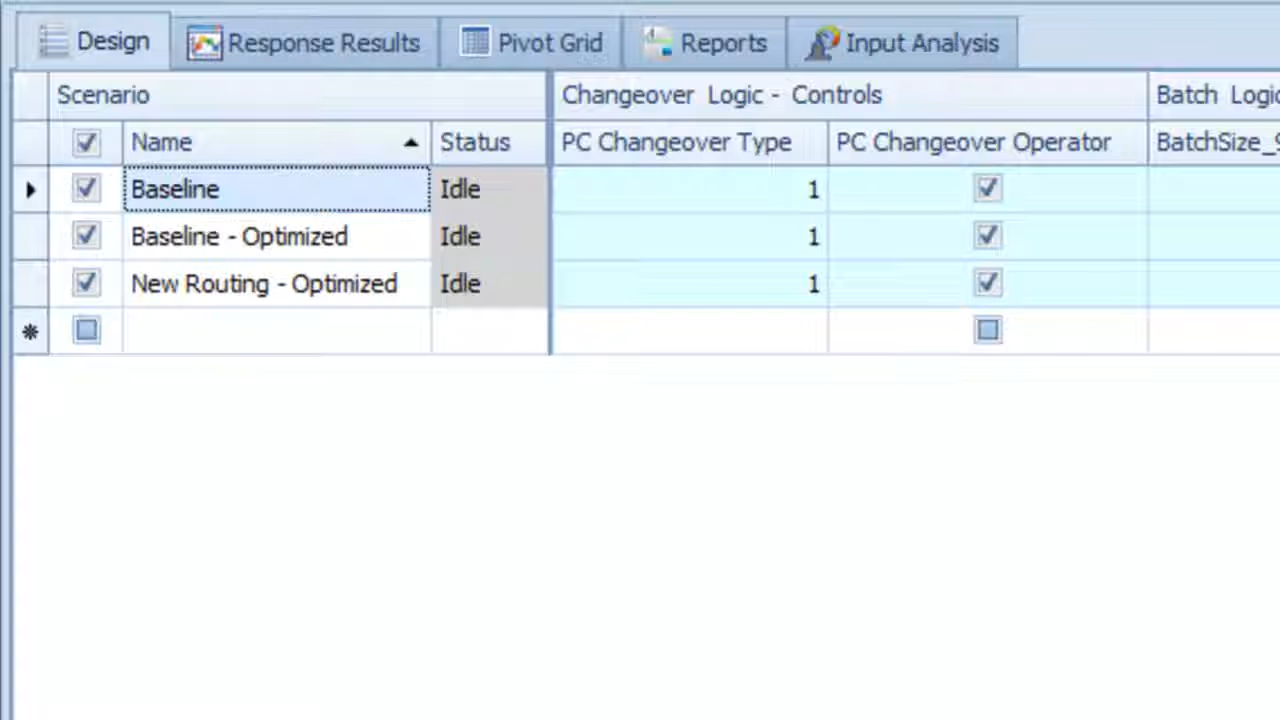 Design Response Results Pivot Grid Reports Input Analysis
Scenario Changeover Logic - Controls Batch
Name Status PC Changeover Type PC Changeover Operator
Baseline Idle 1
Baseline - Optimized Idle 1
New Routing - Optimized Idle 1